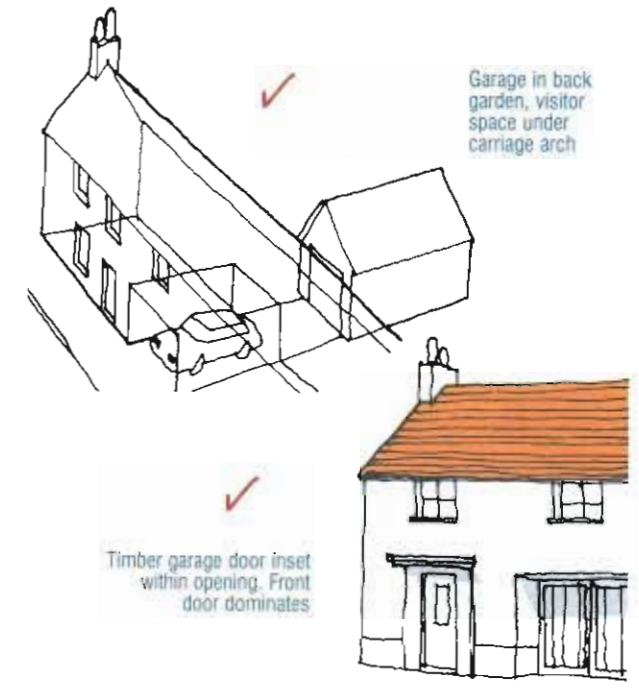 Garage in back
garden, visitor
space under
carriage arch
Timber garage door inset
within opening. Front
door dominates